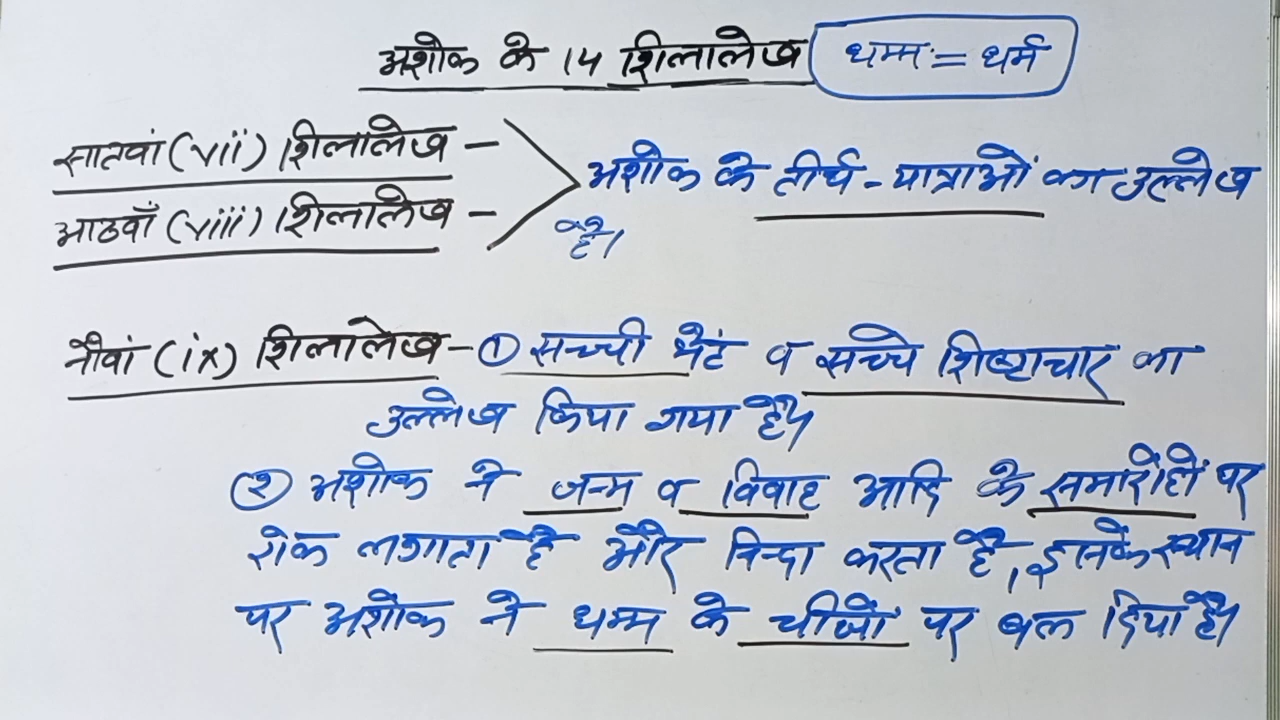 अशोक के 14 शिलालेख धम्म = धर्म
सातवां (vii) शिलालेख -
आठवाँ (viii) शिलालेख -
अशोक के तीर्थ - यात्राओं का उल्लेख
है।
नौवां (ix) शिलालेख - ① सच्ची भेंट व सच्चे शिष्टाचार का
उल्लेख किया गया है।
② अशोक ने जन्म व विवाह आदि के समारोहों पर
रोक लगाता है और निन्दा करता है, इनके स्थान
पर अशोक ने धम्म के चीजों पर बल दिया है।